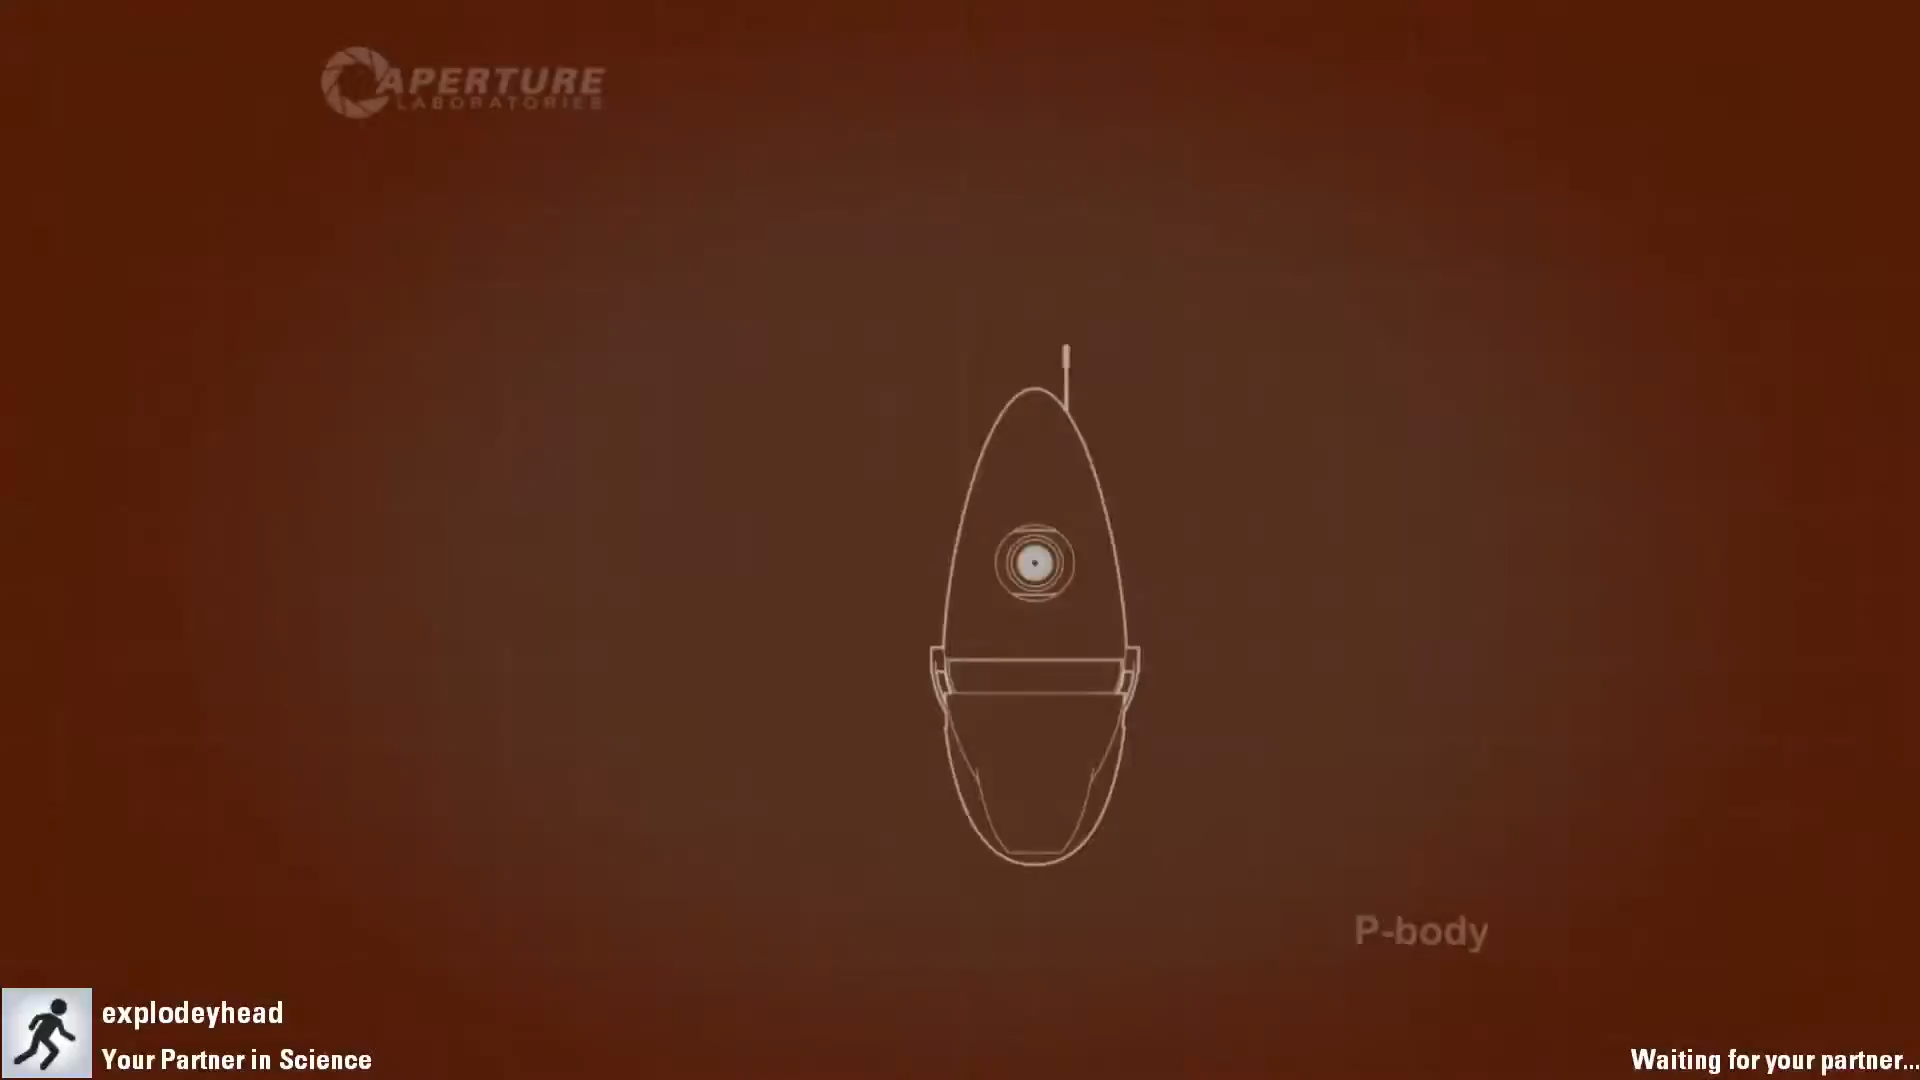 APERTURE
LABORATORIES
P-body
explodeyhead
Your Partner in Science
Waiting for your partner...